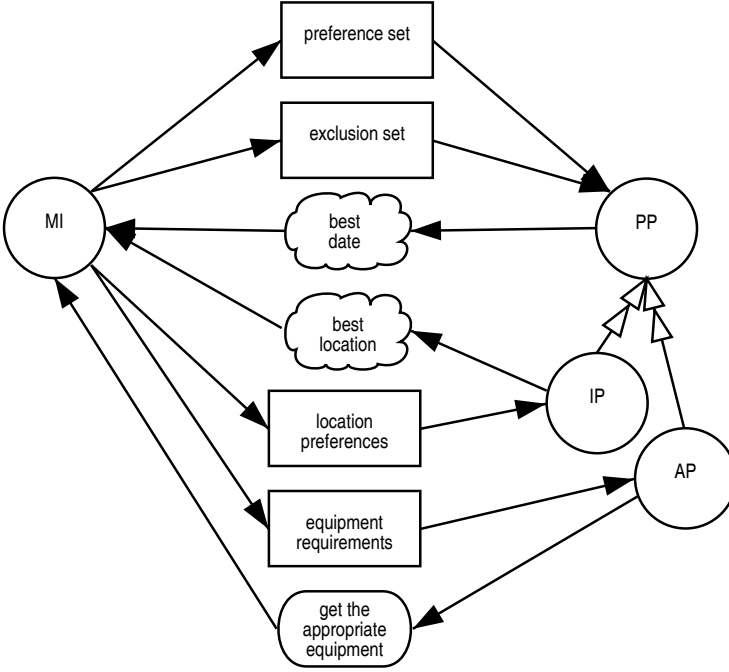 preference set
exclusion set
MI
best
date
PP
best
location
IP
location
preferences
AP
equipment
requirements
get the
appropriate
equipment